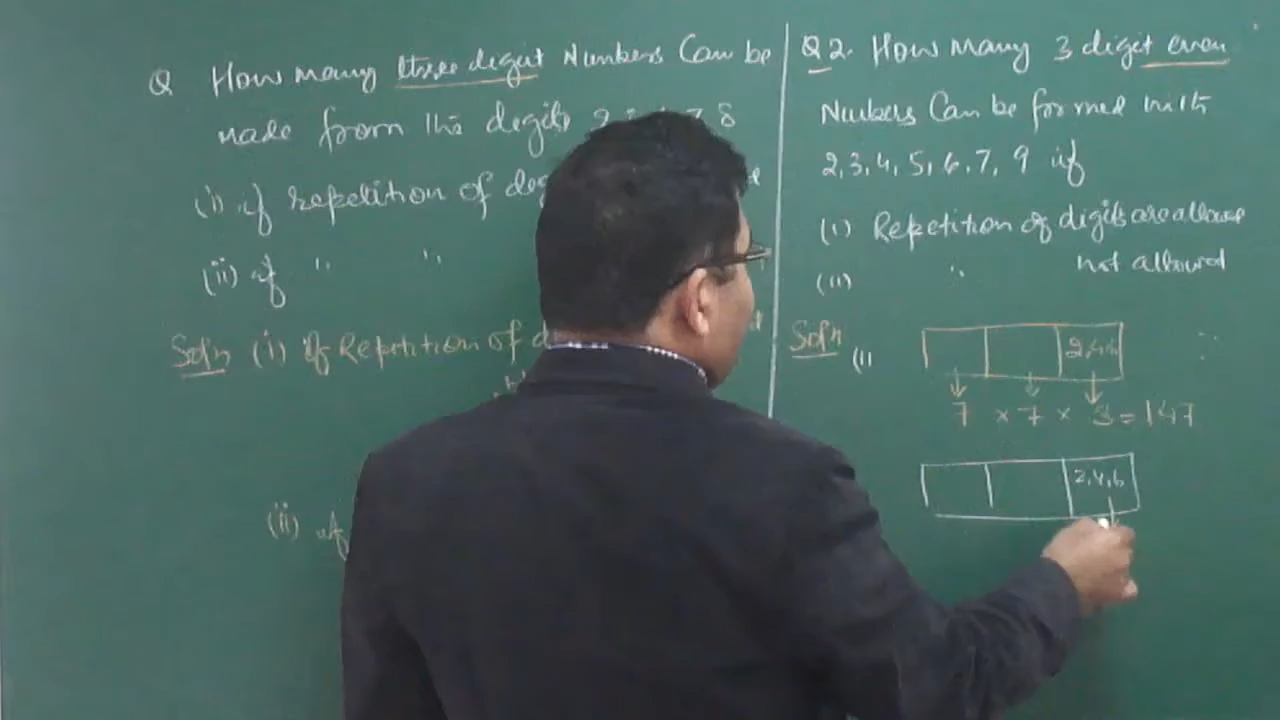 Q How many three digit Numbers Can be
made from the digits 8
(i) if repetition of
(ii) if " "
Soln (i) if Repetition of
(ii) if
Q2. How many 3 digit even
Numbers Can be formed with
2,3,4,5,6,7,9 if
(i) Repetition of digits are allowe
(ii) " not allowed
Soln (i
2,4,6
7 × 7 × 3 = 147
2,4,6